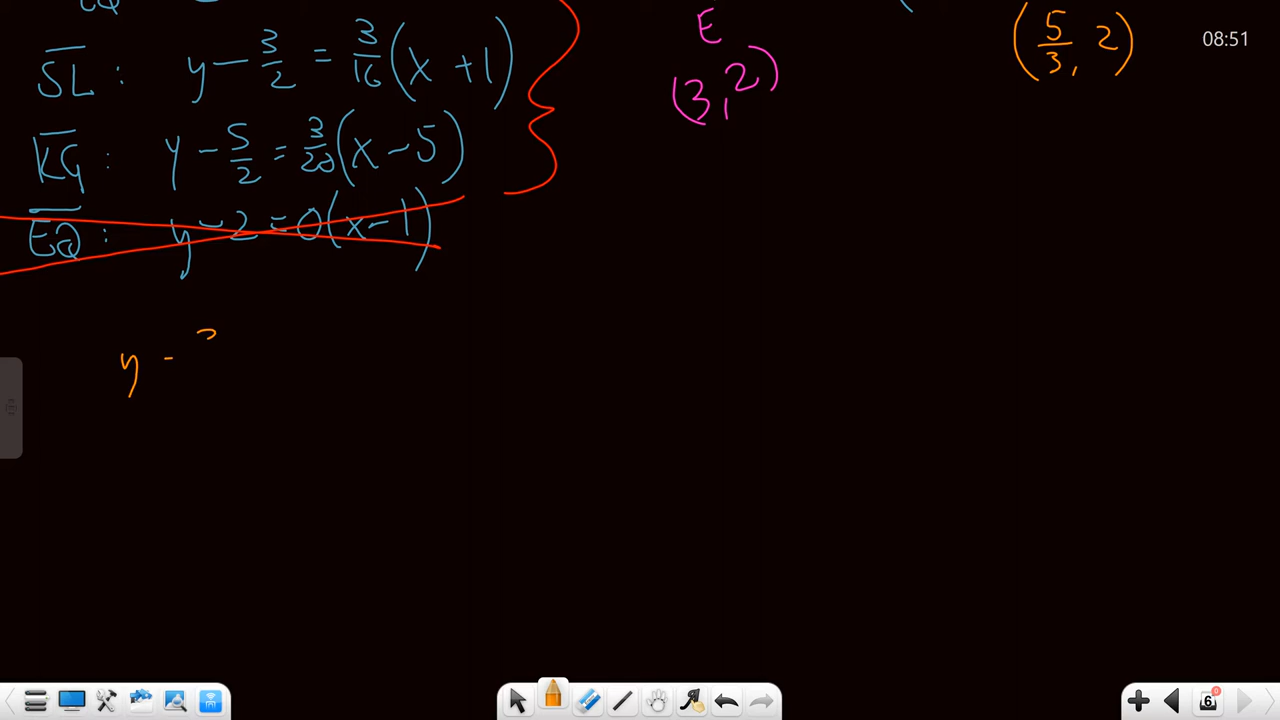 SL : y - 3/2 = 3/16 (x + 1)
KG : y - 5/2 = 3/20 (x - 5)
EQ : y - 2 = 0(x - 1)
y -
E
(3, 2)
(5/3, 2)
08:51
6